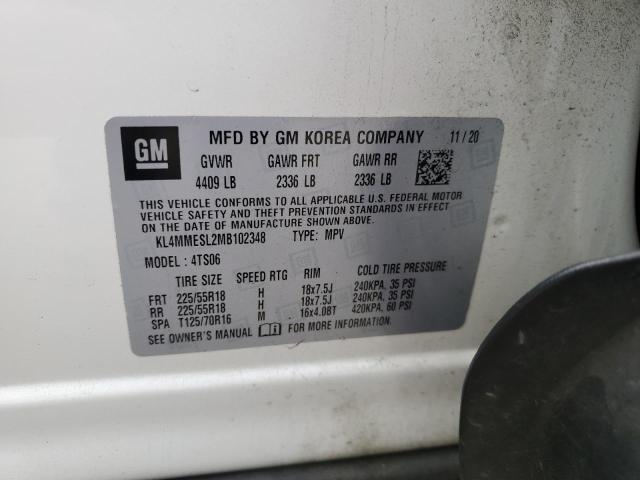 GM
MFD BY GM KOREA COMPANY 11/20
GVWR GAWR FRT GAWR RR
4409 LB 2336 LB 2336 LB
THIS VEHICLE CONFORMS TO ALL APPLICABLE U.S. FEDERAL MOTOR
VEHICLE SAFETY AND THEFT PREVENTION STANDARDS IN EFFECT ON
THE DATE OF MANUFACTURE SHOWN ABOVE.
KL4MMESL2MB102348 TYPE: MPV
MODEL: 4TS06
TIRE SIZE SPEED RTG RIM COLD TIRE PRESSURE
FRT 225/55R18 H 18x7.5J 240KPA, 35 PSI
RR 225/55R18 H 18x7.5J 240KPA, 35 PSI
SPA T125/70R16 M 16x4.0BT 420KPA, 60 PSI
SEE OWNER'S MANUAL FOR MORE INFORMATION.